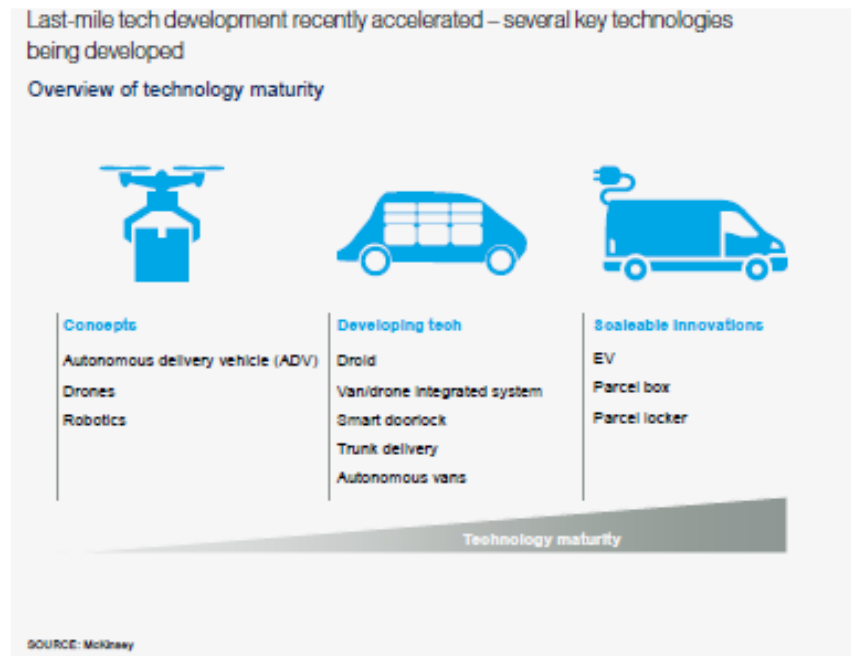 Last-mile tech development recently accelerated – several key technologies
being developed
Overview of technology maturity
Concepts
Autonomous delivery vehicle (ADV)
Drones
Robotics
Developing tech
Droid
Van/drone integrated system
Smart doorlock
Trunk delivery
Autonomous vans
Scaleable innovations
EV
Parcel box
Parcel locker
Technology maturity
SOURCE: McKinsey